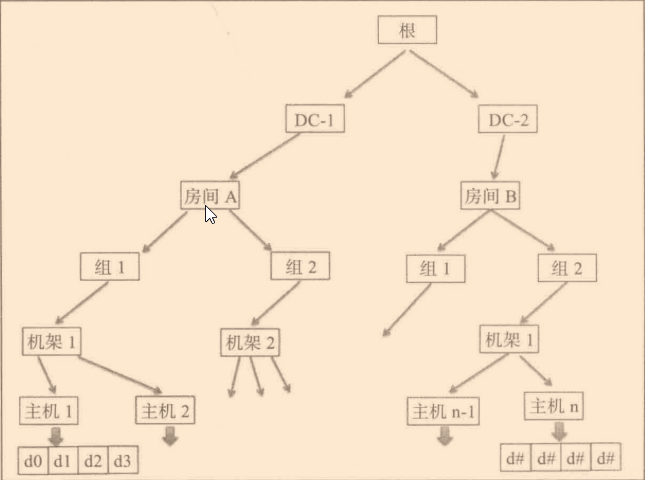 根
DC-1 DC-2
房间 A 房间 B
组 1 组 2 组 1 组 2
机架 1 机架 2 机架 1
主机 1 主机 2 主机 n-1 主机 n
d0 d1 d2 d3 d# d# d# d#